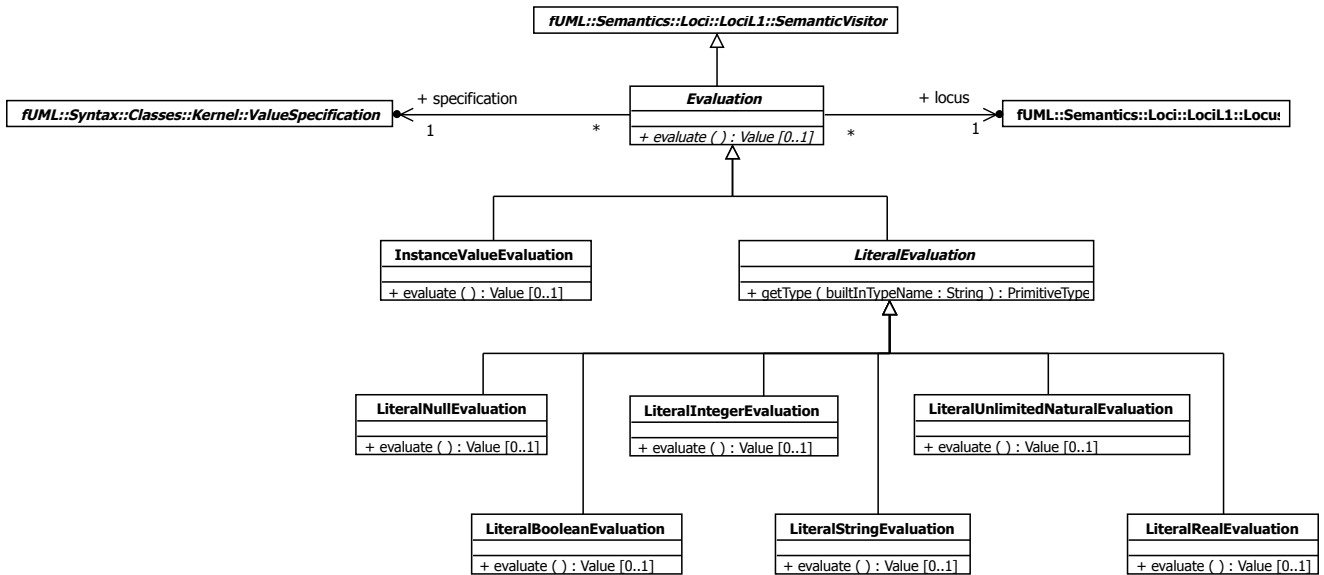 fUML::Semantics::Loci::LociL1::SemanticVisitor
+ specification
Evaluation
+ locus
fUML::Syntax::Classes::Kernel::ValueSpecification
fUML::Semantics::Loci::LociL1::Locus
1
*
+ evaluate ( ) : Value [0..1]
*
1
InstanceValueEvaluation
LiteralEvaluation
+ evaluate ( ) : Value [0..1]
+ getType ( builtInTypeName : String ) : PrimitiveType
LiteralNullEvaluation
LiteralIntegerEvaluation
LiteralUnlimitedNaturalEvaluation
+ evaluate ( ) : Value [0..1]
+ evaluate ( ) : Value [0..1]
+ evaluate ( ) : Value [0..1]
LiteralBooleanEvaluation
LiteralStringEvaluation
LiteralRealEvaluation
+ evaluate ( ) : Value [0..1]
+ evaluate ( ) : Value [0..1]
+ evaluate ( ) : Value [0..1]